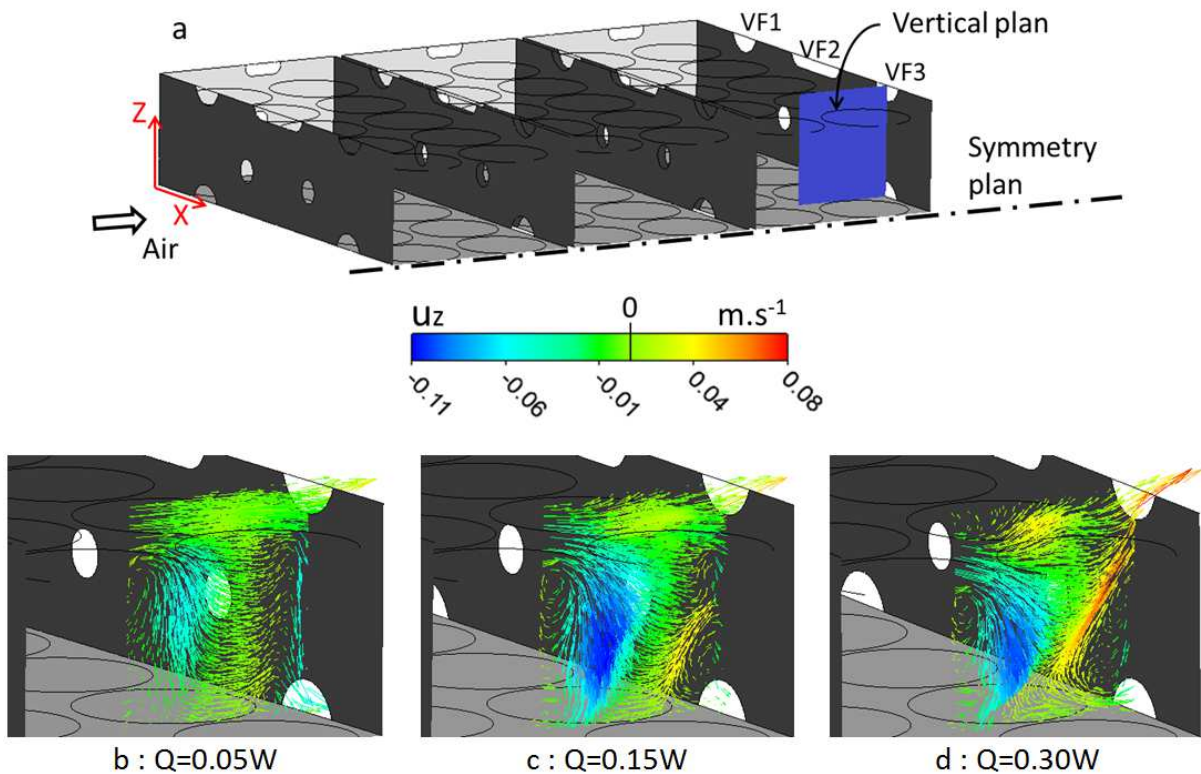 a
VF1
Vertical plan
VF2
VF3
Z
Symmetry
plan
X
Air
uz
0
m.s-1
-0.11
-0.06
-0.01
0.04
0.08
b : Q=0.05W
c : Q=0.15W
d : Q=0.30W